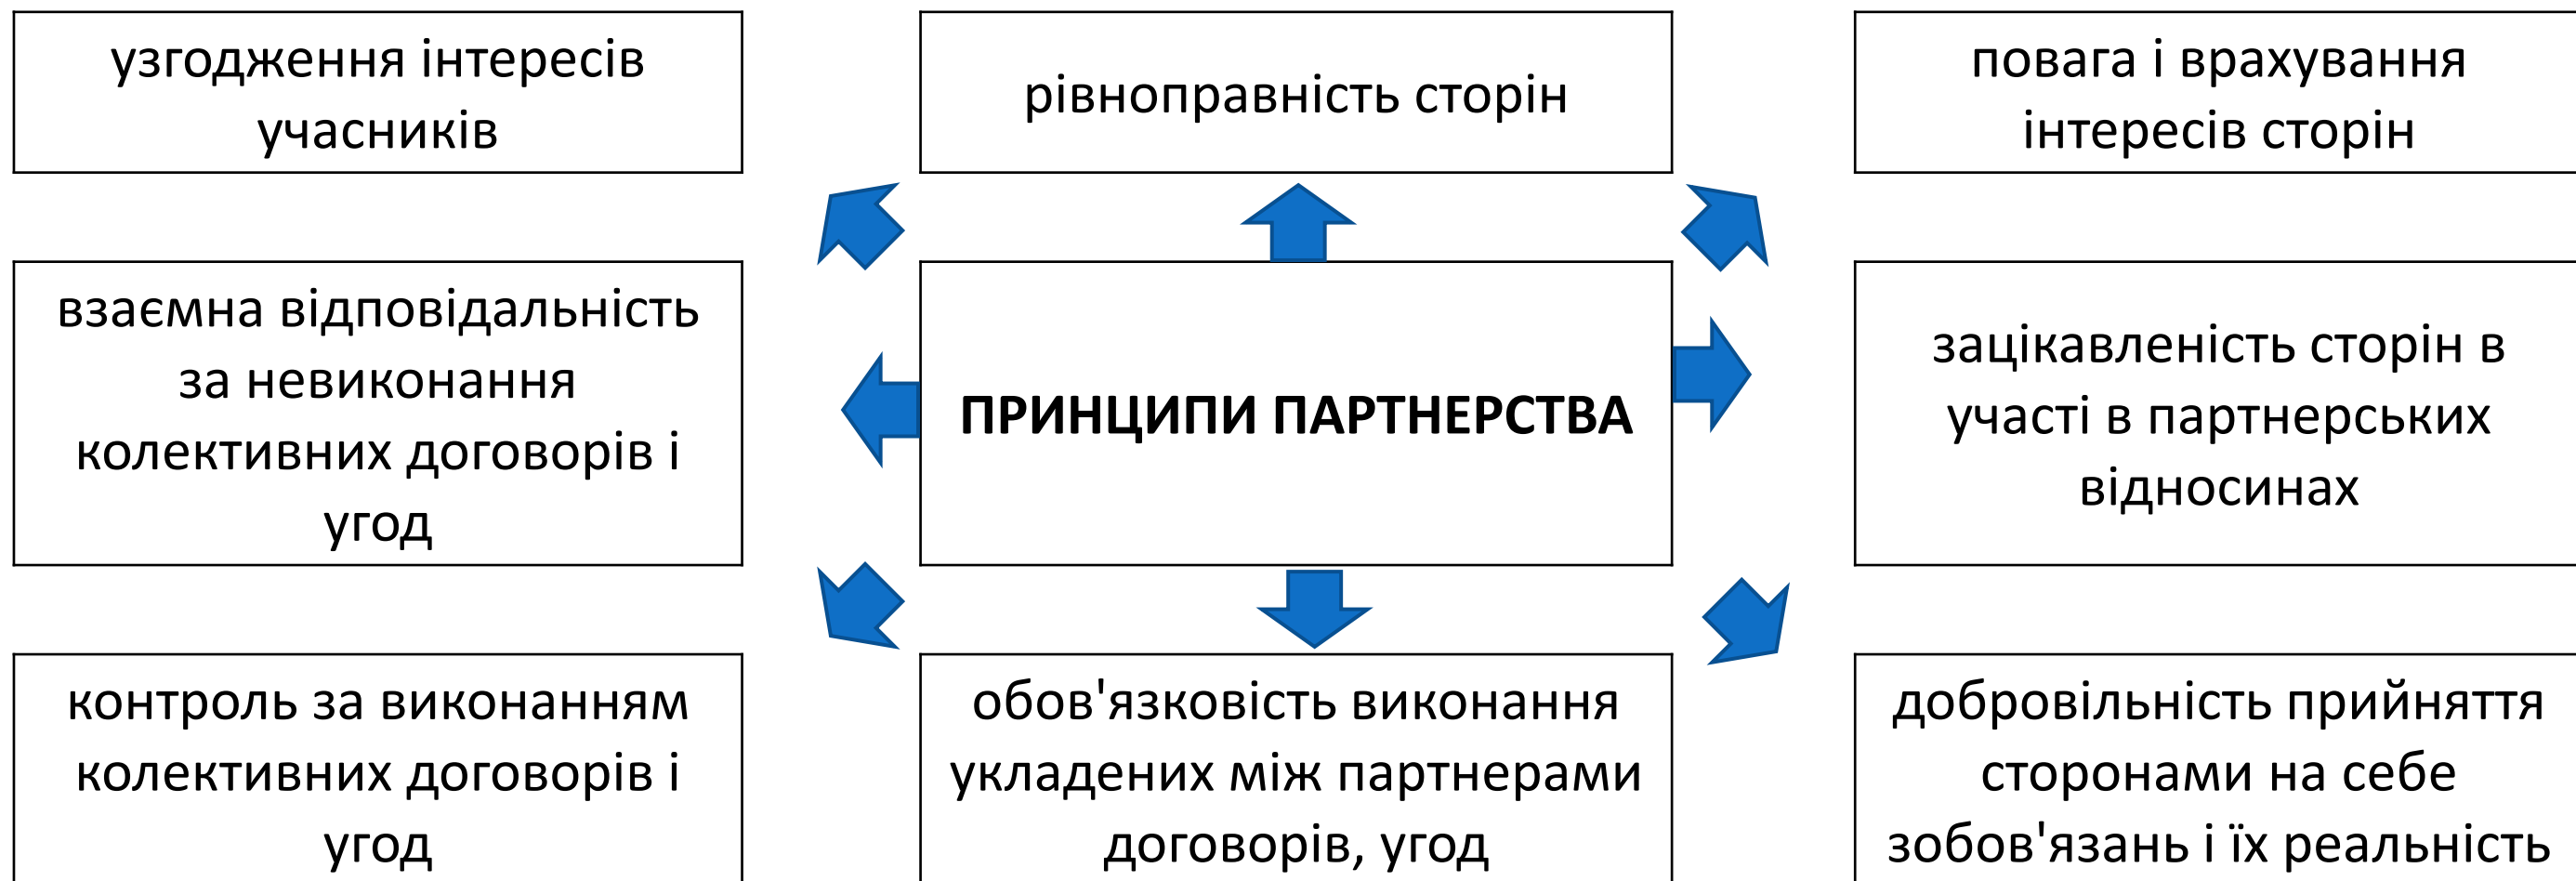 узгодження інтересів
учасників
рівноправність сторін
повага і врахування
інтересів сторін
взаємна відповідальність
за невиконання
колективних договорів і
угод
ПРИНЦИПИ ПАРТНЕРСТВА
зацікавленість сторін в
участі в партнерських
відносинах
контроль за виконанням
колективних договорів і
угод
обов'язковість виконання
укладених між партнерами
договорів, угод
добровільність прийняття
сторонами на себе
зобов'язань і їх реальність